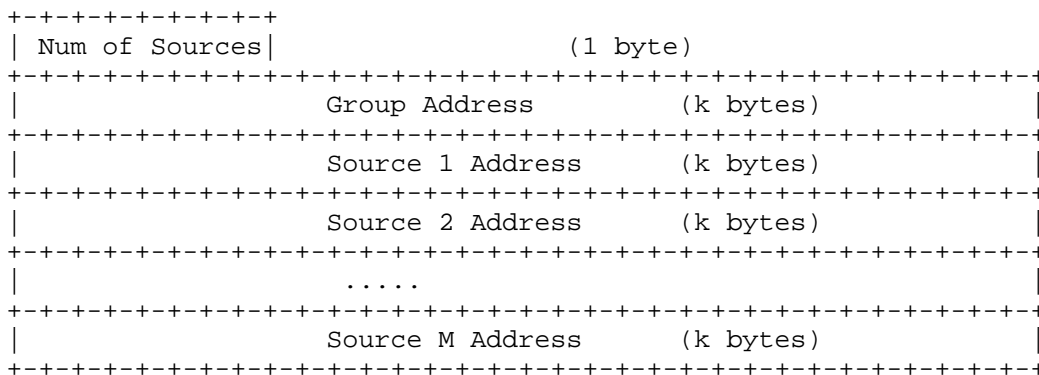 +-+-+-+-+-+-+-+-+
| Num of Sources|                  (1 byte)
+-+-+-+-+-+-+-+-+-+-+-+-+-+-+-+-+-+-+-+-+-+-+-+-+-+-+-+-+-+-+-+-+
|                   Group Address         (k bytes)             |
+-+-+-+-+-+-+-+-+-+-+-+-+-+-+-+-+-+-+-+-+-+-+-+-+-+-+-+-+-+-+-+-+
|                   Source 1 Address      (k bytes)             |
+-+-+-+-+-+-+-+-+-+-+-+-+-+-+-+-+-+-+-+-+-+-+-+-+-+-+-+-+-+-+-+-+
|                   Source 2 Address      (k bytes)             |
+-+-+-+-+-+-+-+-+-+-+-+-+-+-+-+-+-+-+-+-+-+-+-+-+-+-+-+-+-+-+-+-+
|                    .....                                      |
+-+-+-+-+-+-+-+-+-+-+-+-+-+-+-+-+-+-+-+-+-+-+-+-+-+-+-+-+-+-+-+-+
|                   Source M Address      (k bytes)             |
+-+-+-+-+-+-+-+-+-+-+-+-+-+-+-+-+-+-+-+-+-+-+-+-+-+-+-+-+-+-+-+-+